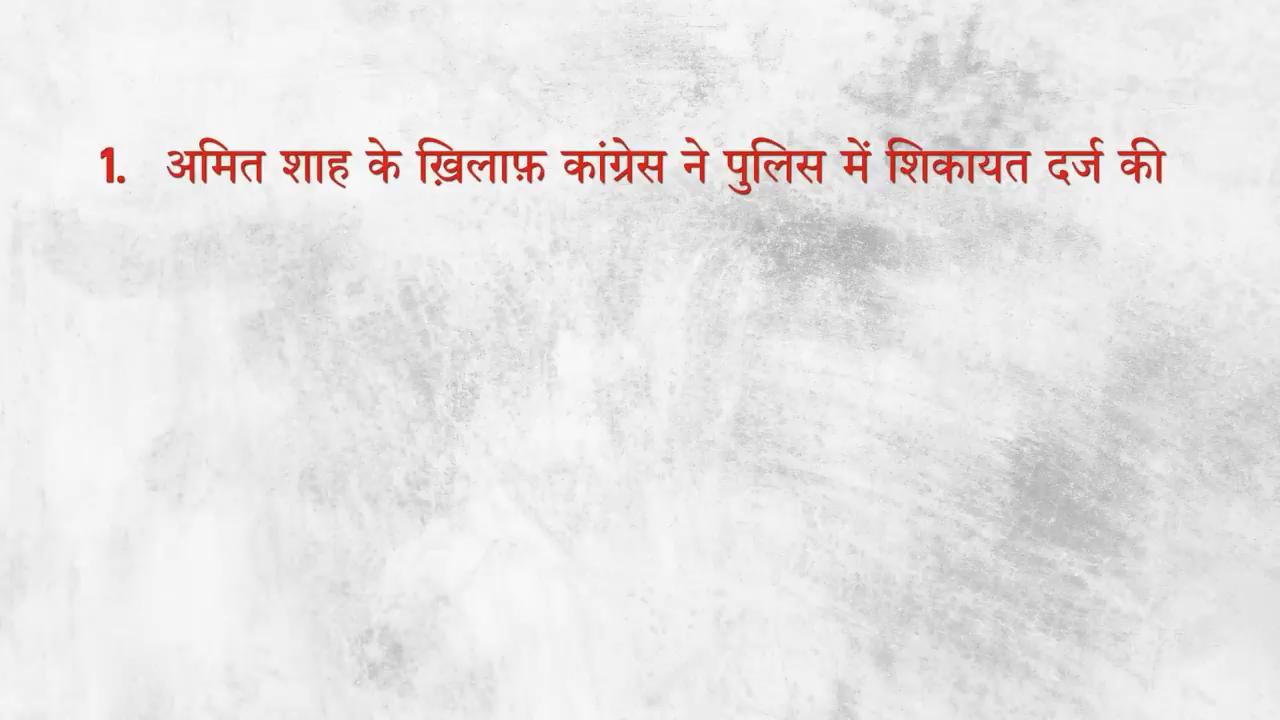 1. अमित शाह के ख़िलाफ़ कांग्रेस ने पुलिस में शिकायत दर्ज की